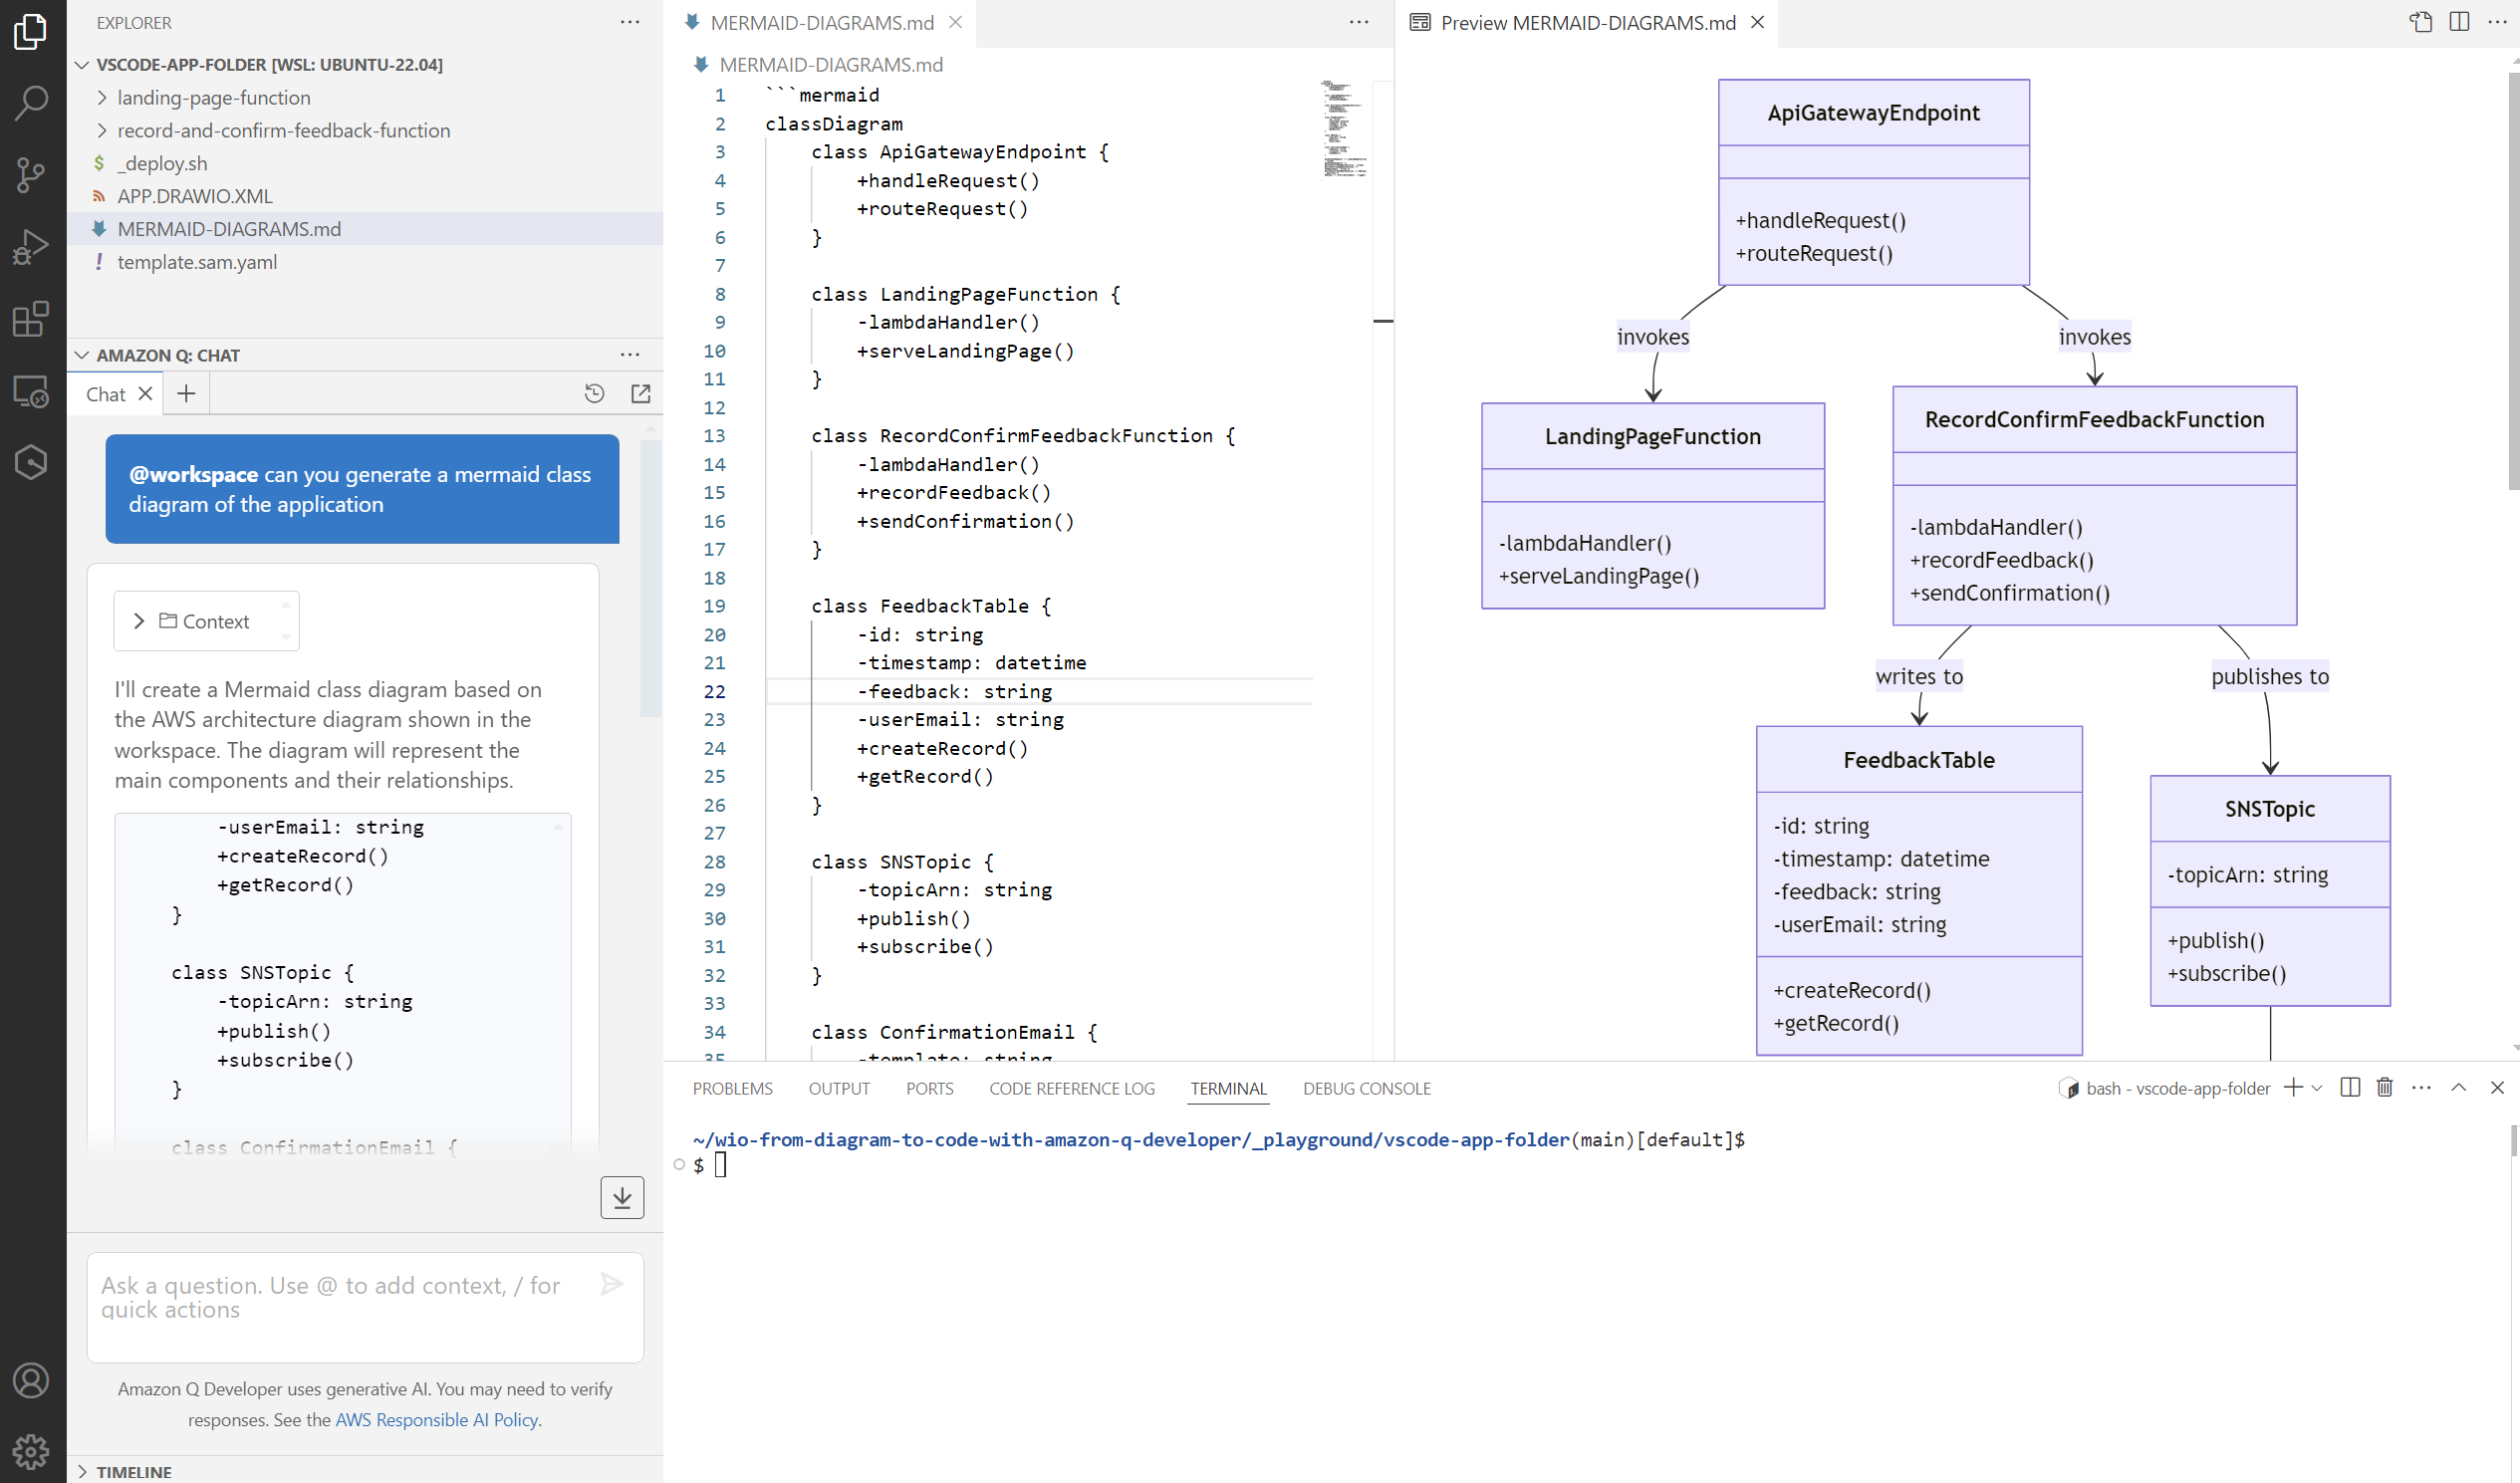 EXPLORER
VSCODE-APP-FOLDER [WSL: UBUNTU-22.04]
landing-page-function
record-and-confirm-feedback-function
$ _deploy.sh
APP.DRAWIO.XML
MERMAID-DIAGRAMS.md
! template.sam.yaml
AMAZON Q: CHAT
Chat
@workspace can you generate a mermaid class
diagram of the application
Context
I'll create a Mermaid class diagram based on
the AWS architecture diagram shown in the
workspace. The diagram will represent the
main components and their relationships.
-userEmail: string
+createRecord()
+getRecord()
}
class SNSTopic {
-topicArn: string
+publish()
+subscribe()
}
class ConfirmationEmail {
Ask a question. Use @ to add context, / for
quick actions
Amazon Q Developer uses generative AI. You may need to verify
responses. See the AWS Responsible AI Policy.
TIMELINE
MERMAID-DIAGRAMS.md
MERMAID-DIAGRAMS.md
1 ```mermaid
2 classDiagram
3 class ApiGatewayEndpoint {
4 +handleRequest()
5 +routeRequest()
6 }
7
8 class LandingPageFunction {
9 -lambdaHandler()
10 +serveLandingPage()
11 }
12
13 class RecordConfirmFeedbackFunction {
14 -lambdaHandler()
15 +recordFeedback()
16 +sendConfirmation()
17 }
18
19 class FeedbackTable {
20 -id: string
21 -timestamp: datetime
22 -feedback: string
23 -userEmail: string
24 +createRecord()
25 +getRecord()
26 }
27
28 class SNSTopic {
29 -topicArn: string
30 +publish()
31 +subscribe()
32 }
33
34 class ConfirmationEmail {
35 -template: string
Preview MERMAID-DIAGRAMS.md
ApiGatewayEndpoint
+handleRequest()
+routeRequest()
invokes
invokes
LandingPageFunction
-lambdaHandler()
+serveLandingPage()
RecordConfirmFeedbackFunction
-lambdaHandler()
+recordFeedback()
+sendConfirmation()
writes to
publishes to
FeedbackTable
-id: string
-timestamp: datetime
-feedback: string
-userEmail: string
+createRecord()
+getRecord()
SNSTopic
-topicArn: string
+publish()
+subscribe()
PROBLEMS OUTPUT PORTS CODE REFERENCE LOG TERMINAL DEBUG CONSOLE
bash - vscode-app-folder
~/wio-from-diagram-to-code-with-amazon-q-developer/_playground/vscode-app-folder(main)[default]$
$